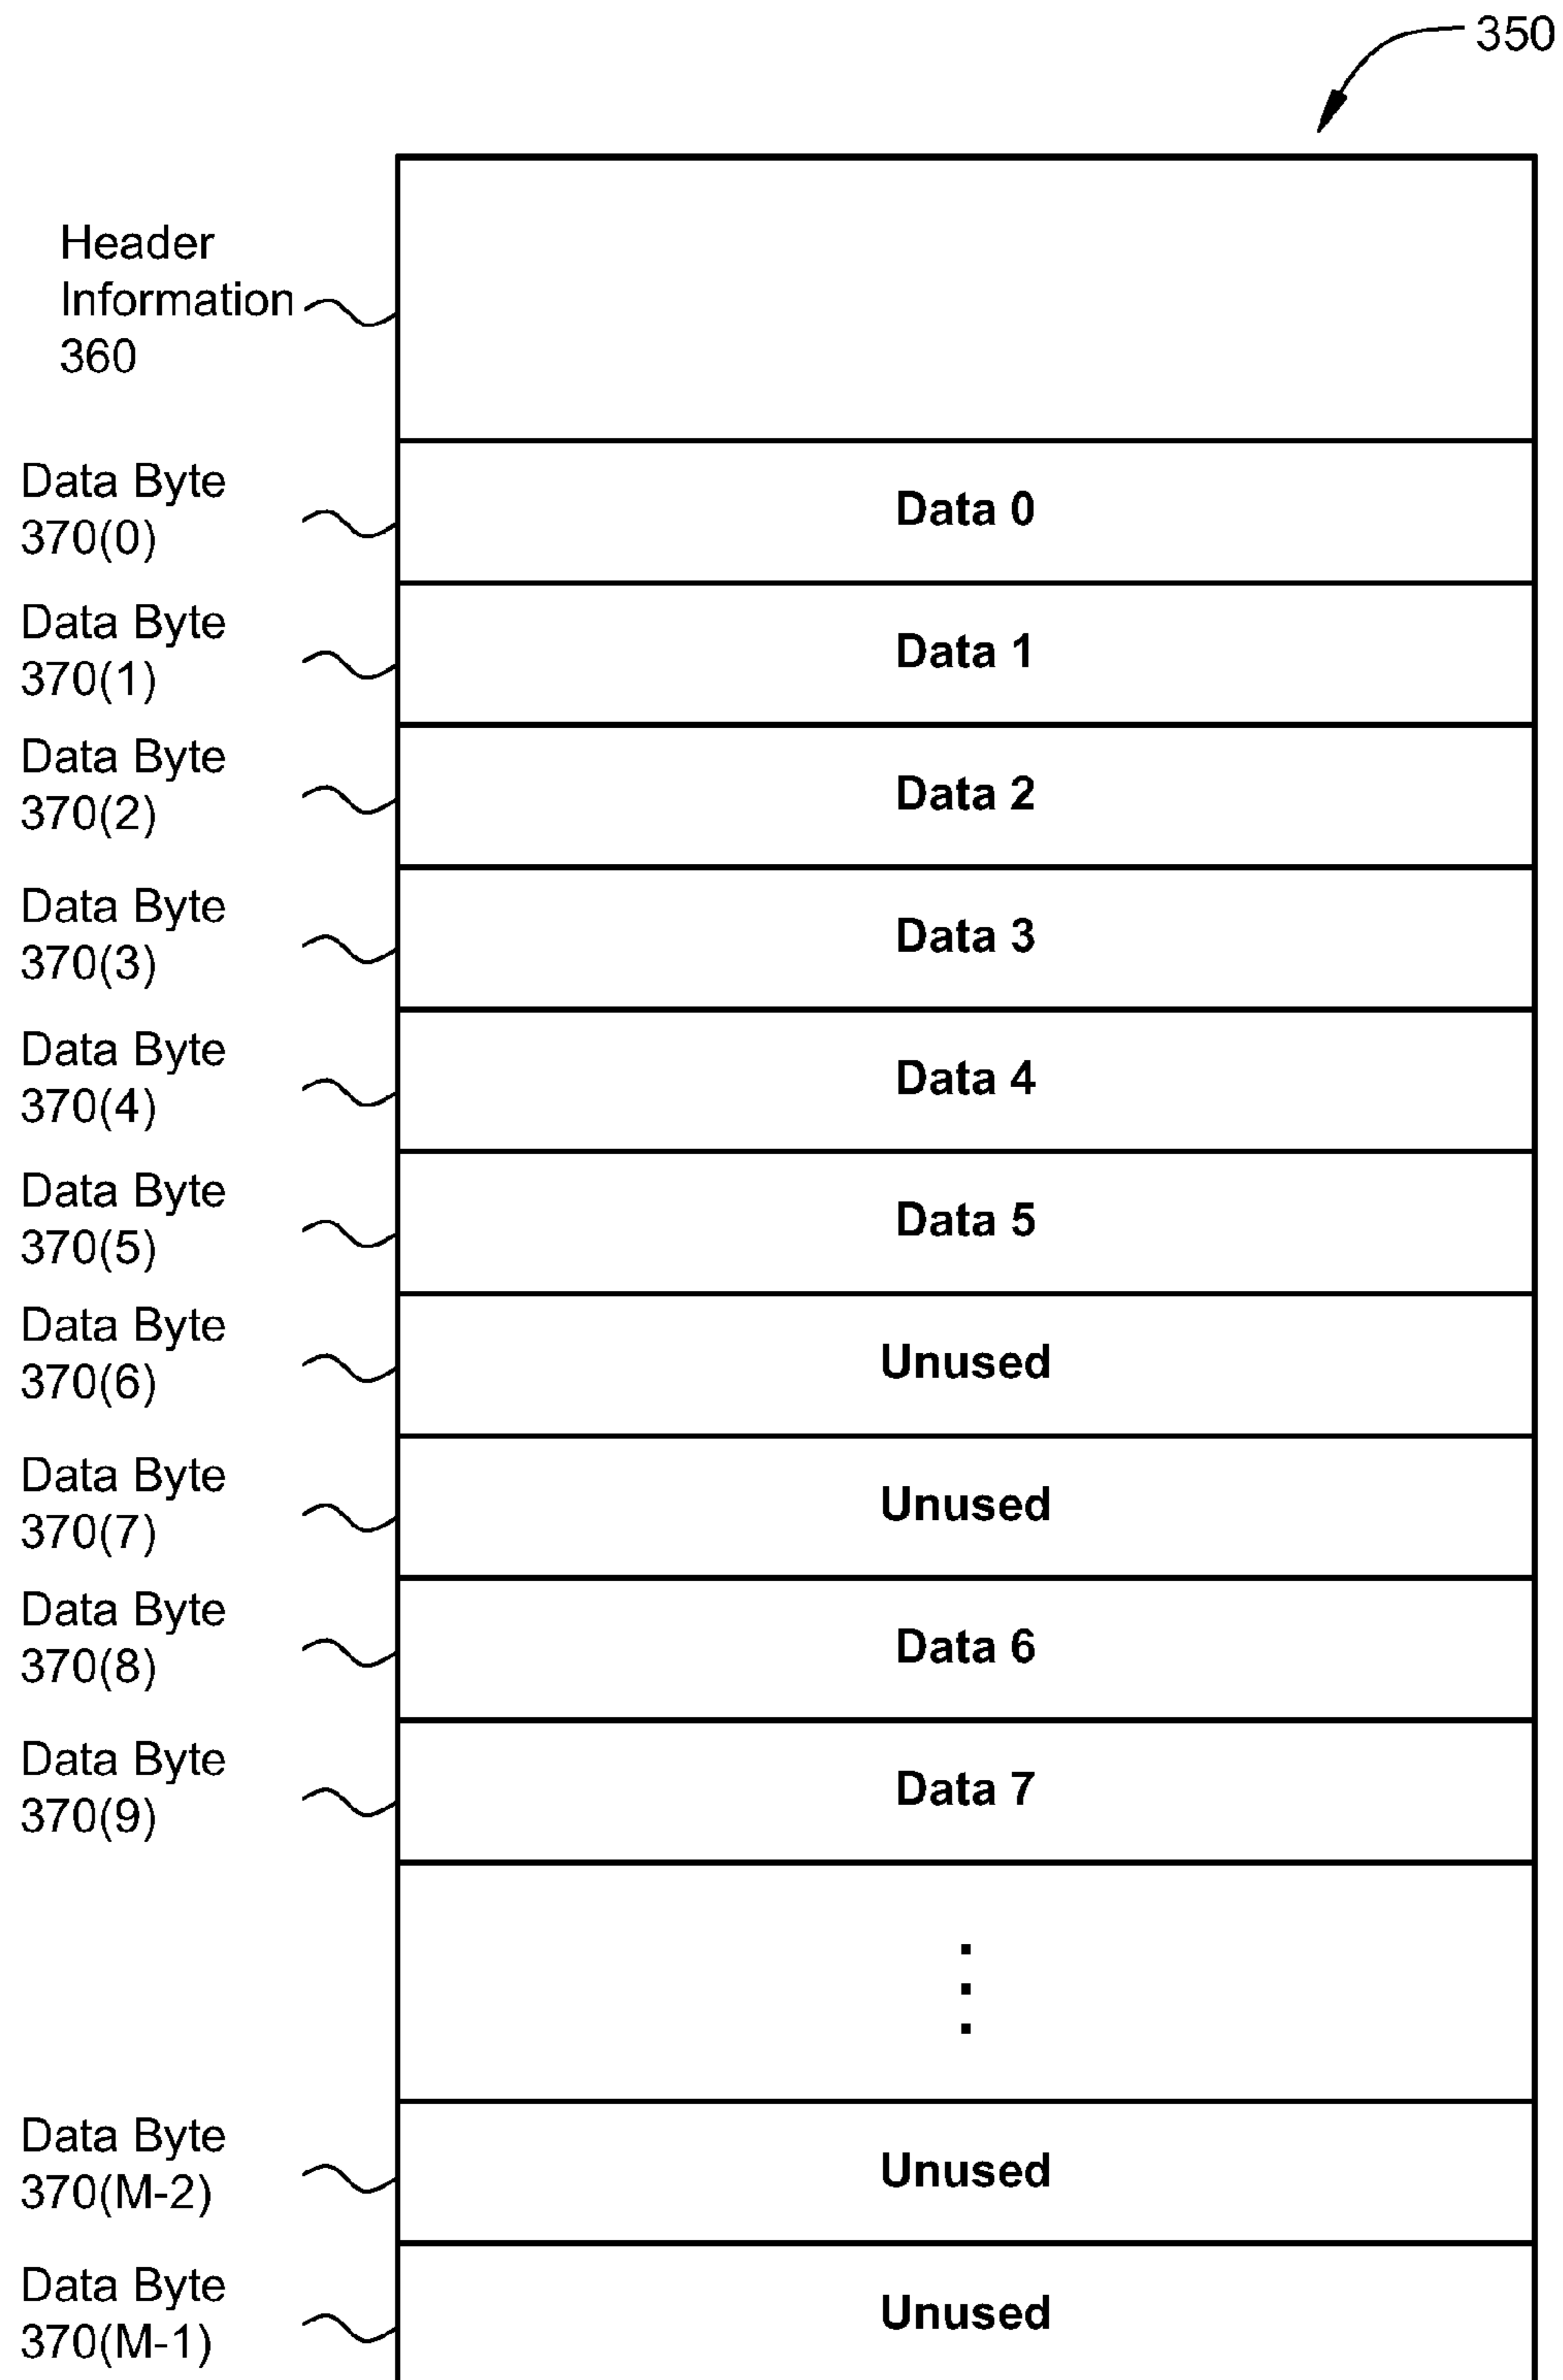 350
Header
Information
360
Data Byte
370(0)
Data 0
Data Byte
370(1)
Data 1
Data Byte
370(2)
Data 2
Data Byte
370(3)
Data 3
Data Byte
370(4)
Data 4
Data Byte
370(5)
Data 5
Data Byte
370(6)
Unused
Data Byte
370(7)
Unused
Data Byte
370(8)
Data 6
Data Byte
370(9)
Data 7
Data Byte
370(M-2)
Unused
Data Byte
370(M-1)
Unused